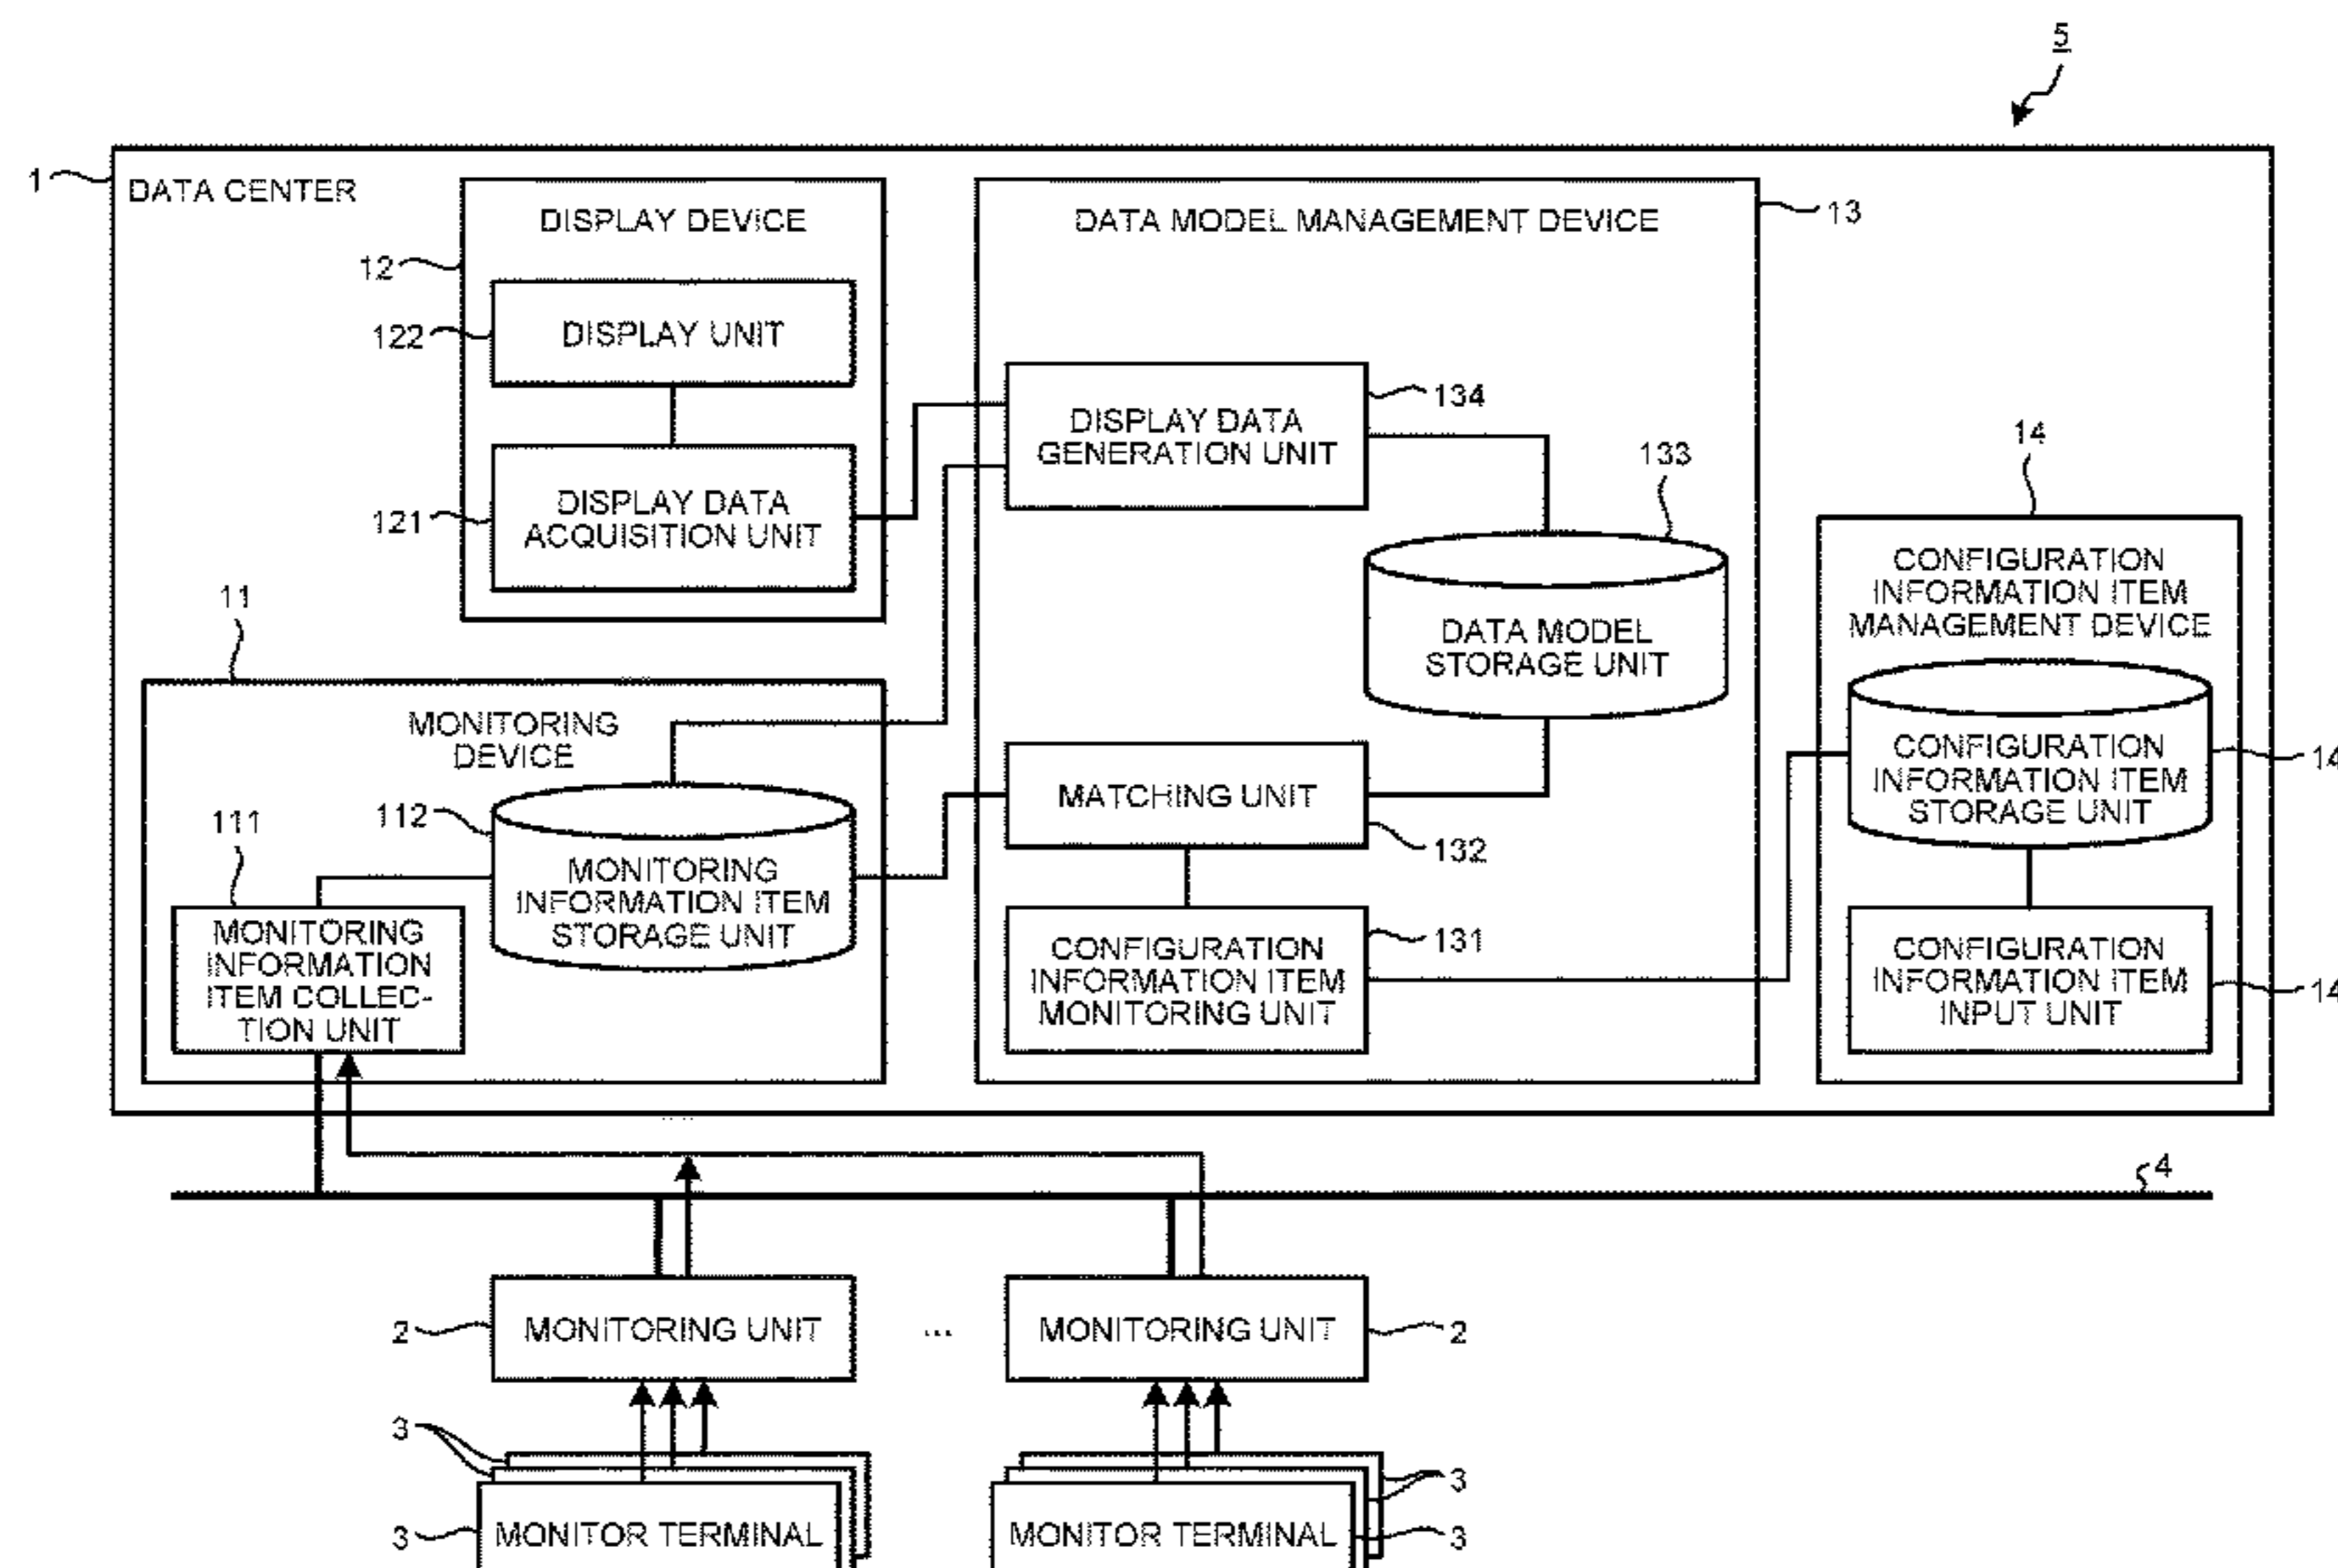 5
1
DATA CENTER
DISPLAY DEVICE
12
DISPLAY UNIT
122
DISPLAY DATA
ACQUISITION UNIT
121
DATA MODEL MANAGEMENT DEVICE
13
DISPLAY DATA
GENERATION UNIT
134
133
DATA MODEL
STORAGE UNIT
MATCHING UNIT
132
CONFIGURATION
INFORMATION ITEM
MONITORING UNIT
131
14
CONFIGURATION
INFORMATION ITEM
MANAGEMENT DEVICE
CONFIGURATION
INFORMATION ITEM
STORAGE UNIT
14
CONFIGURATION
INFORMATION ITEM
INPUT UNIT
14
11
MONITORING
DEVICE
111
112
MONITORING
INFORMATION ITEM
STORAGE UNIT
MONITORING
INFORMATION
ITEM COLLEC-
TION UNIT
4
2
MONITORING UNIT
...
MONITORING UNIT
2
3
3
MONITOR TERMINAL
MONITOR TERMINAL
3
3